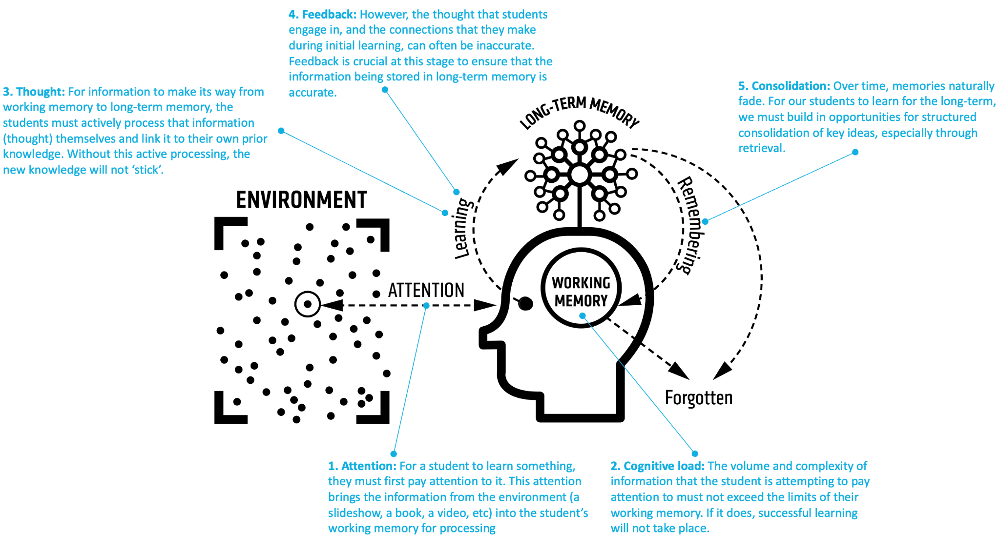 4. Feedback: However, the thought that students
engage in, and the connections that they make
during initial learning, can often be inaccurate.
Feedback is crucial at this stage to ensure that the
information being stored in long-term memory is
accurate.
3. Thought: For information to make its way from
working memory to long-term memory, the
students must actively process that information
(thought) themselves and link it to their own prior
knowledge. Without this active processing, the
new knowledge will not ‘stick’.
5. Consolidation: Over time, memories naturally
fade. For our students to learn for the long-term,
we must build in opportunities for structured
consolidation of key ideas, especially through
retrieval.
LONG-TERM MEMORY
ENVIRONMENT
Learning
Remembering
ATTENTION
WORKING
MEMORY
Forgotten
1. Attention: For a student to learn something,
they must first pay attention to it. This attention
brings the information from the environment (a
slideshow, a book, a video, etc) into the student’s
working memory for processing
2. Cognitive load: The volume and complexity of
information that the student is attempting to pay
attention to must not exceed the limits of their
working memory. If it does, successful learning
will not take place.